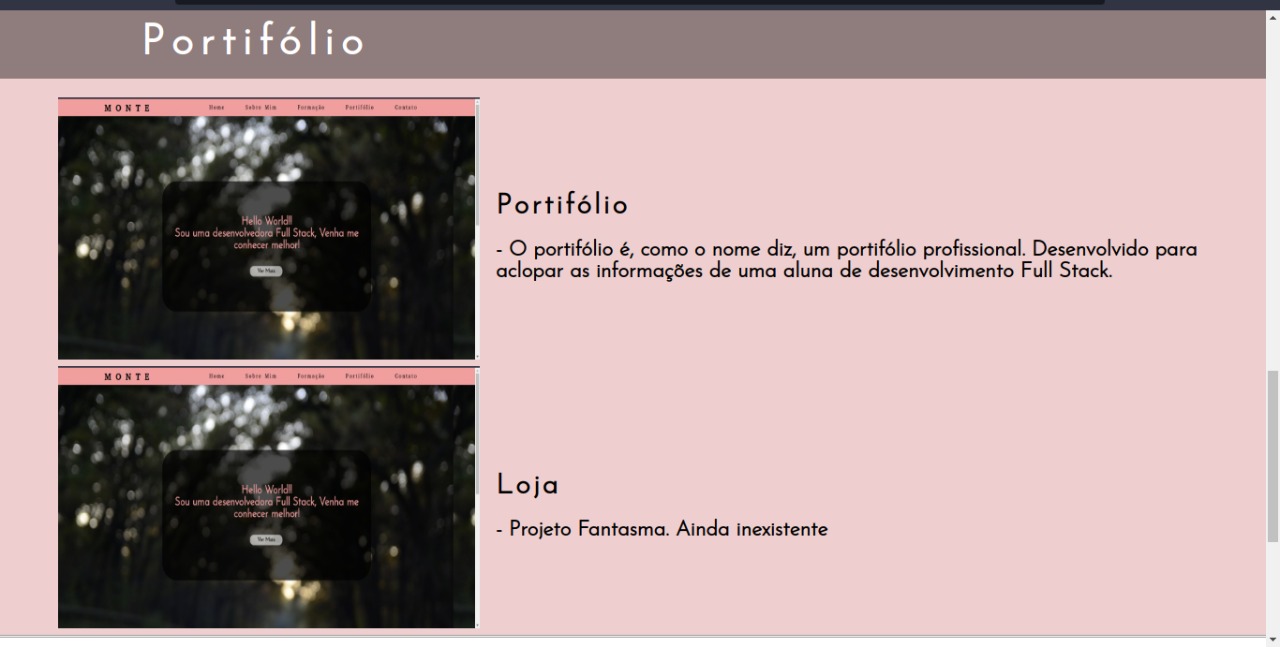 Portifólio
MONTE Home Sobre Mim Formação Portifólio Contato
Hello World!!
Sou uma desenvolvedora Full Stack, Venha me
conhecer melhor!
Ver Mais
Portifólio
- O portifólio é, como o nome diz, um portifólio profissional. Desenvolvido para
aclopar as informações de uma aluna de desenvolvimento Full Stack.
MONTE Home Sobre Mim Formação Portifólio Contato
Hello World!!
Sou uma desenvolvedora Full Stack, Venha me
conhecer melhor!
Ver Mais
Loja
- Projeto Fantasma. Ainda inexistente